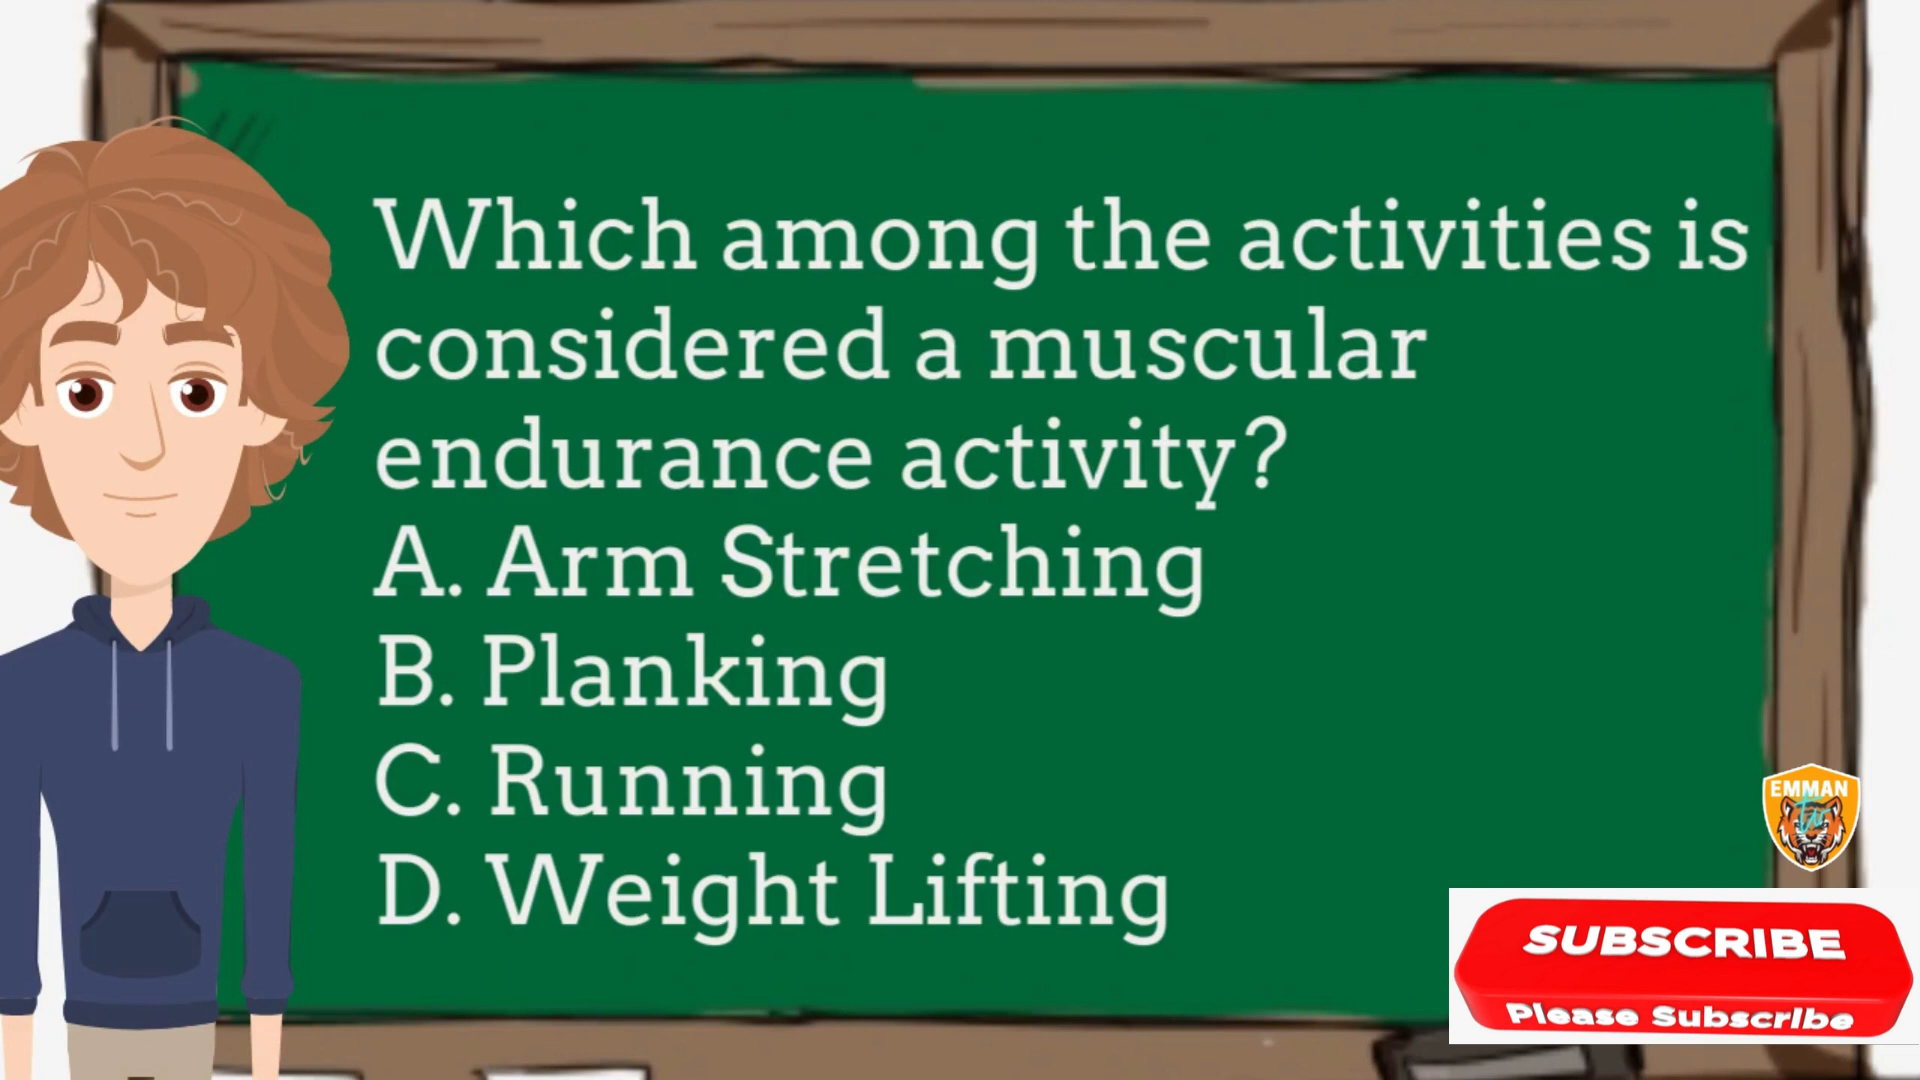 Which among the activities is
considered a muscular
endurance activity?
A. Arm Stretching
B. Planking
C. Running
D. Weight Lifting
EMMAN
tv
SUBSCRIBE
Please Subscribe